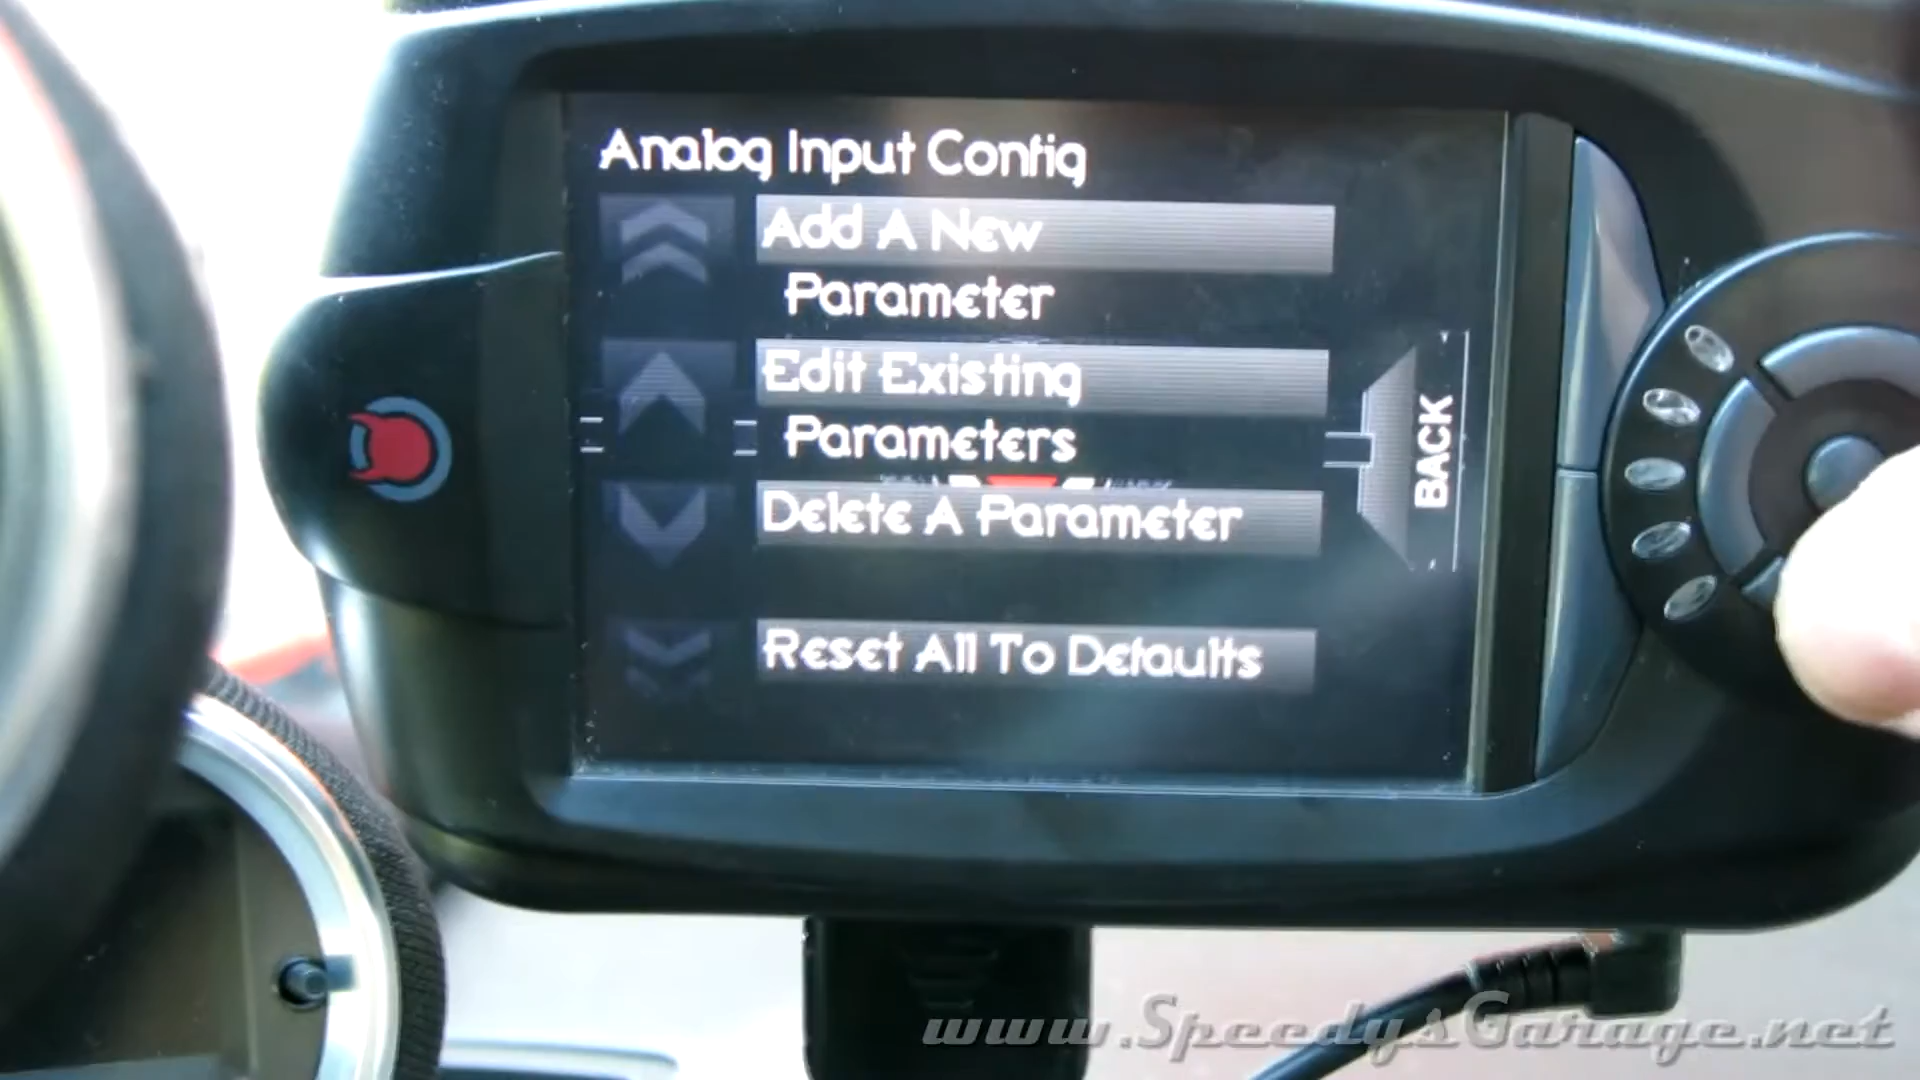 Analog Input Config
Add A New
Parameter
Edit Existing
Parameters
Delete A Parameter
Reset All To Defaults
BACK
www.SpeedysGarage.net